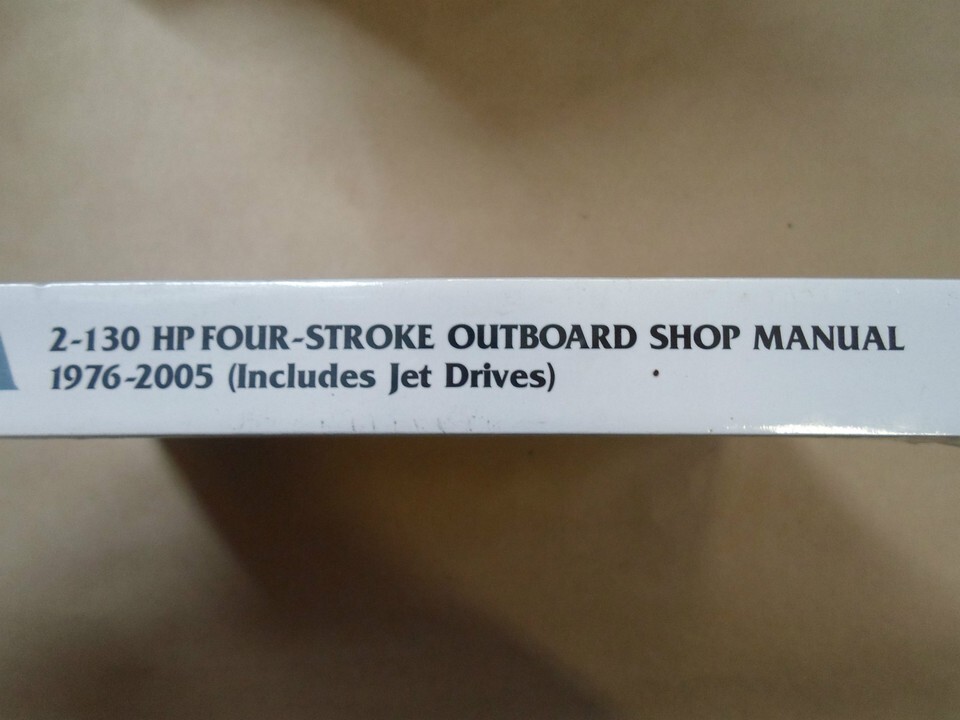 2-130 HP FOUR-STROKE OUTBOARD SHOP MANUAL
1976-2005 (Includes Jet Drives)